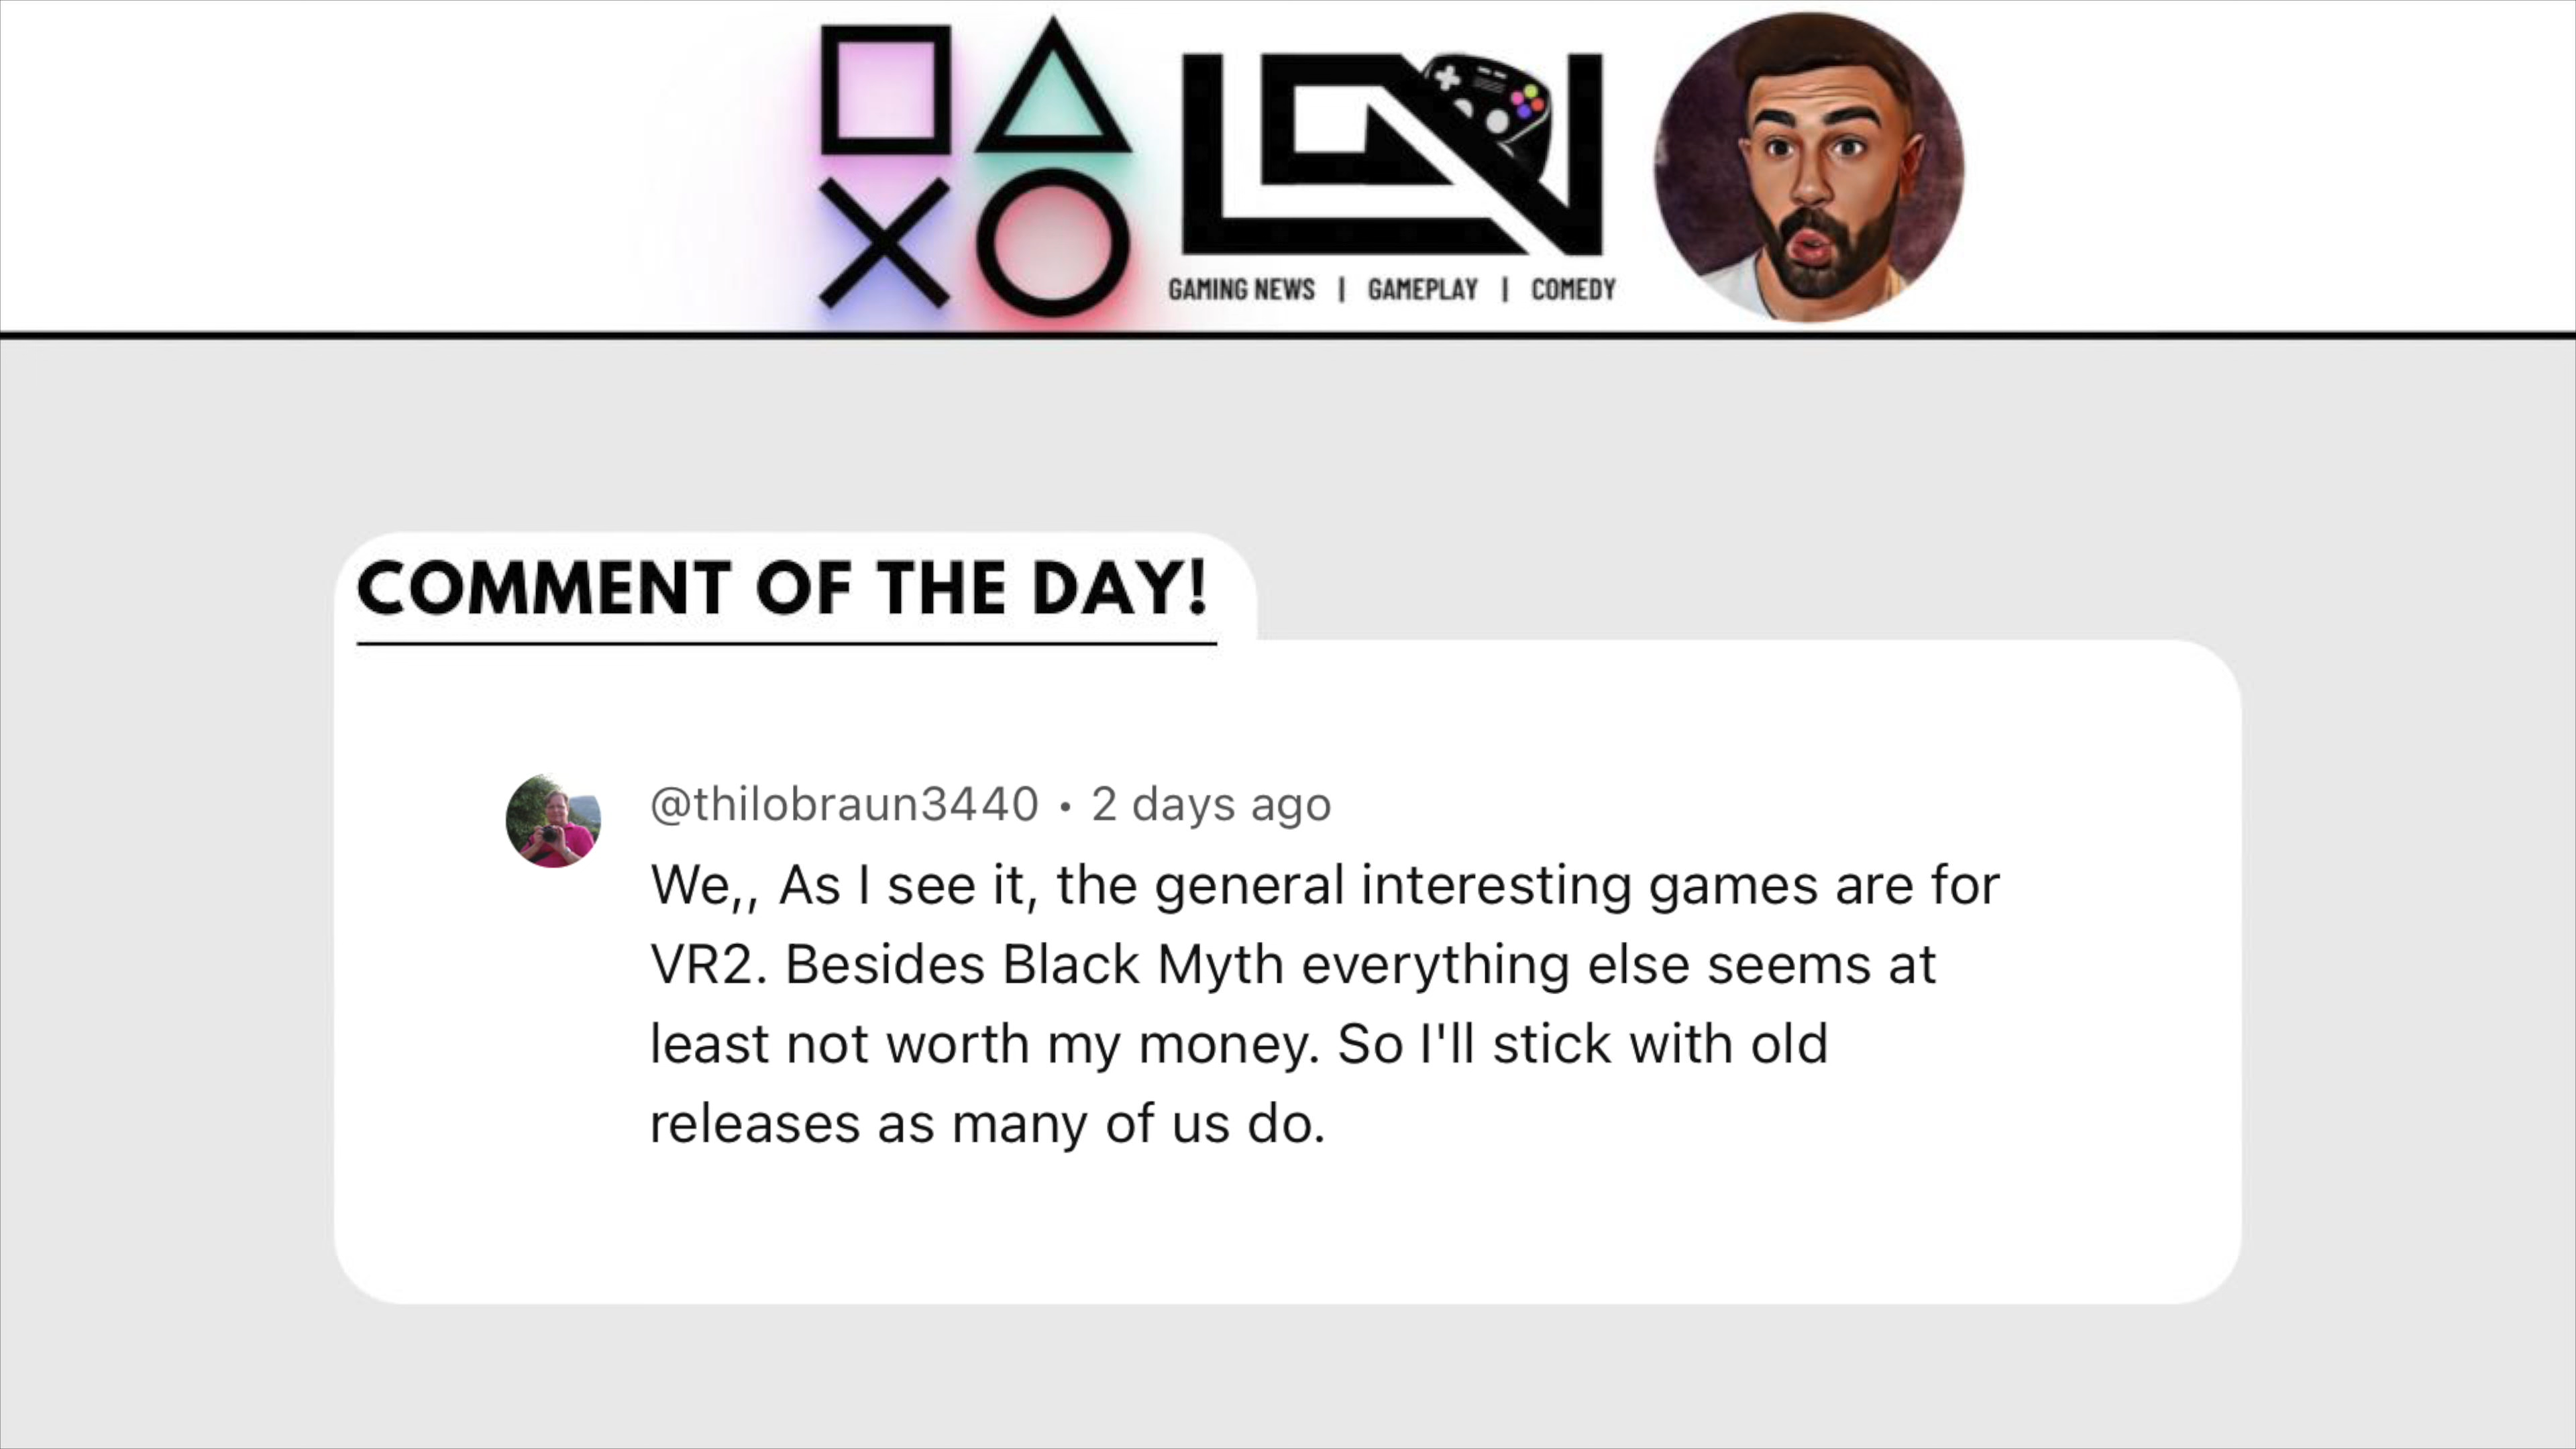 GAMING NEWS | GAMEPLAY | COMEDY
COMMENT OF THE DAY!
@thilobraun3440 • 2 days ago
We,, As I see it, the general interesting games are for
VR2. Besides Black Myth everything else seems at
least not worth my money. So I'll stick with old
releases as many of us do.